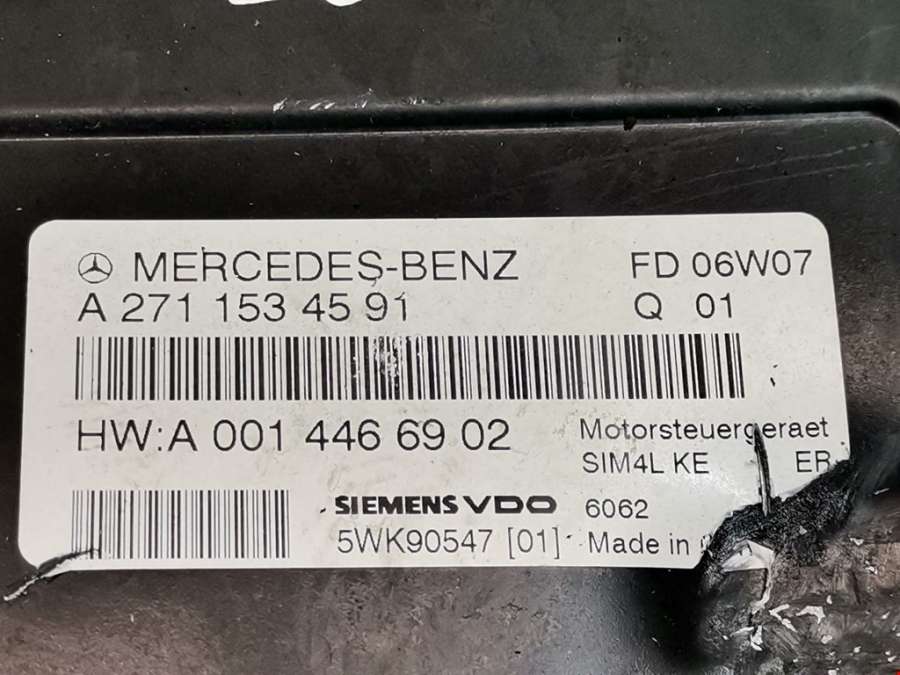 MERCEDES-BENZ FD 06W07
A 271 153 45 91 Q 01
HW:A 001 446 69 02 Motorsteuergeraet
SIM4L KE ER
SIEMENS VDO 6062
5WK90547 [01] Made in